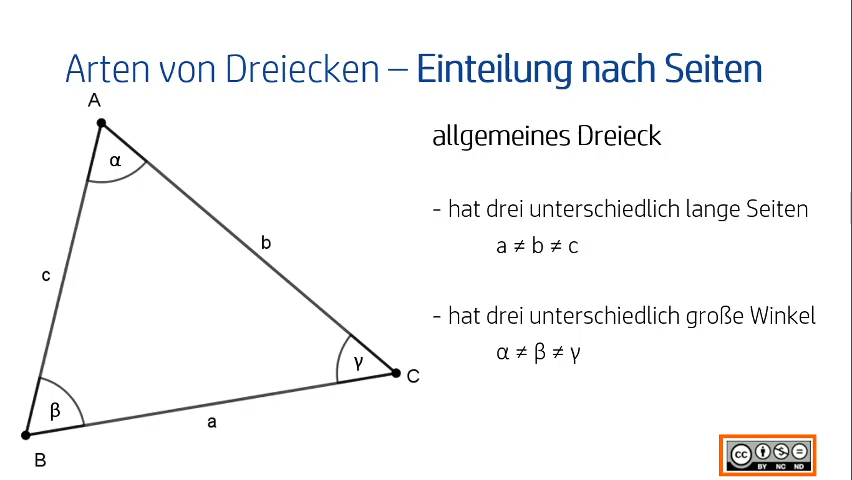 Arten von Dreiecken – Einteilung nach Seiten
A
allgemeines Dreieck
α
- hat drei unterschiedlich lange Seiten
b
a ≠ b ≠ c
c
- hat drei unterschiedlich große Winkel
α ≠ β ≠ γ
γ
C
β
a
B
cc
BY NC ND